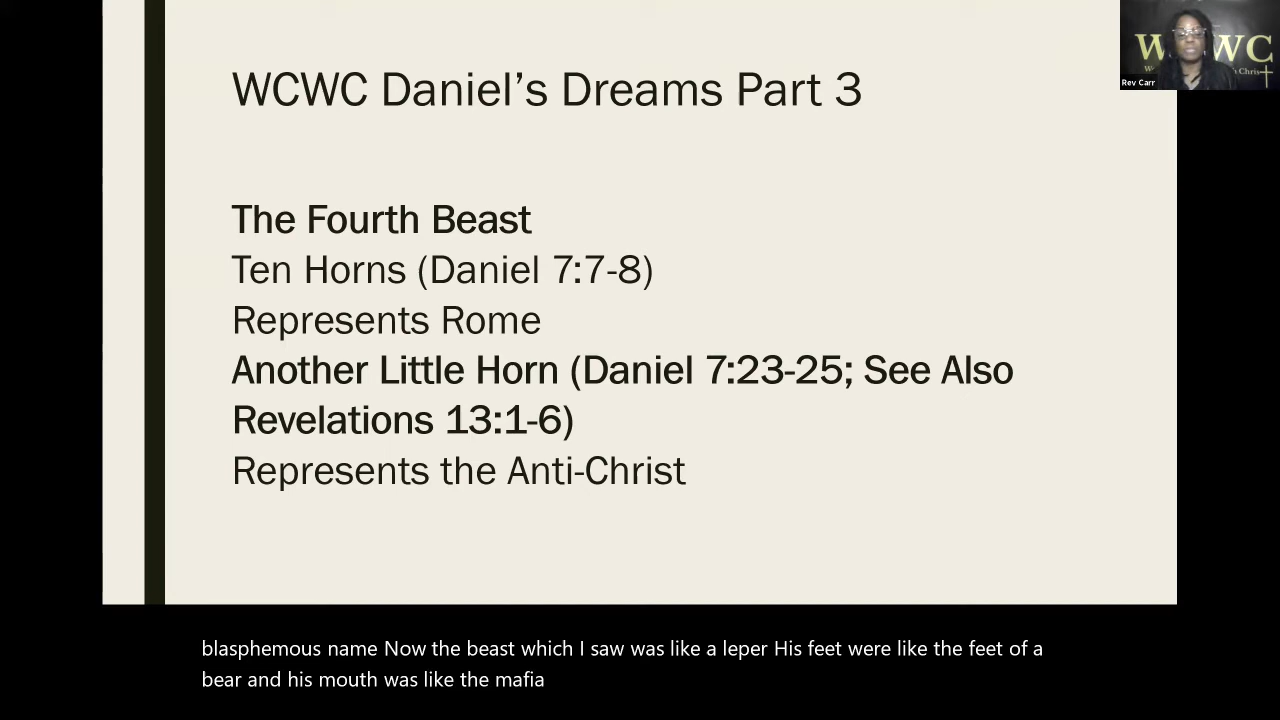 WCWC Daniel's Dreams Part 3
WC
Rev Carr
The Fourth Beast
Ten Horns (Daniel 7:7-8)
Represents Rome
Another Little Horn (Daniel 7:23-25; See Also
Revelations 13:1-6)
Represents the Anti-Christ
blasphemous name Now the beast which I saw was like a leper His feet were like the feet of a
bear and his mouth was like the mafia